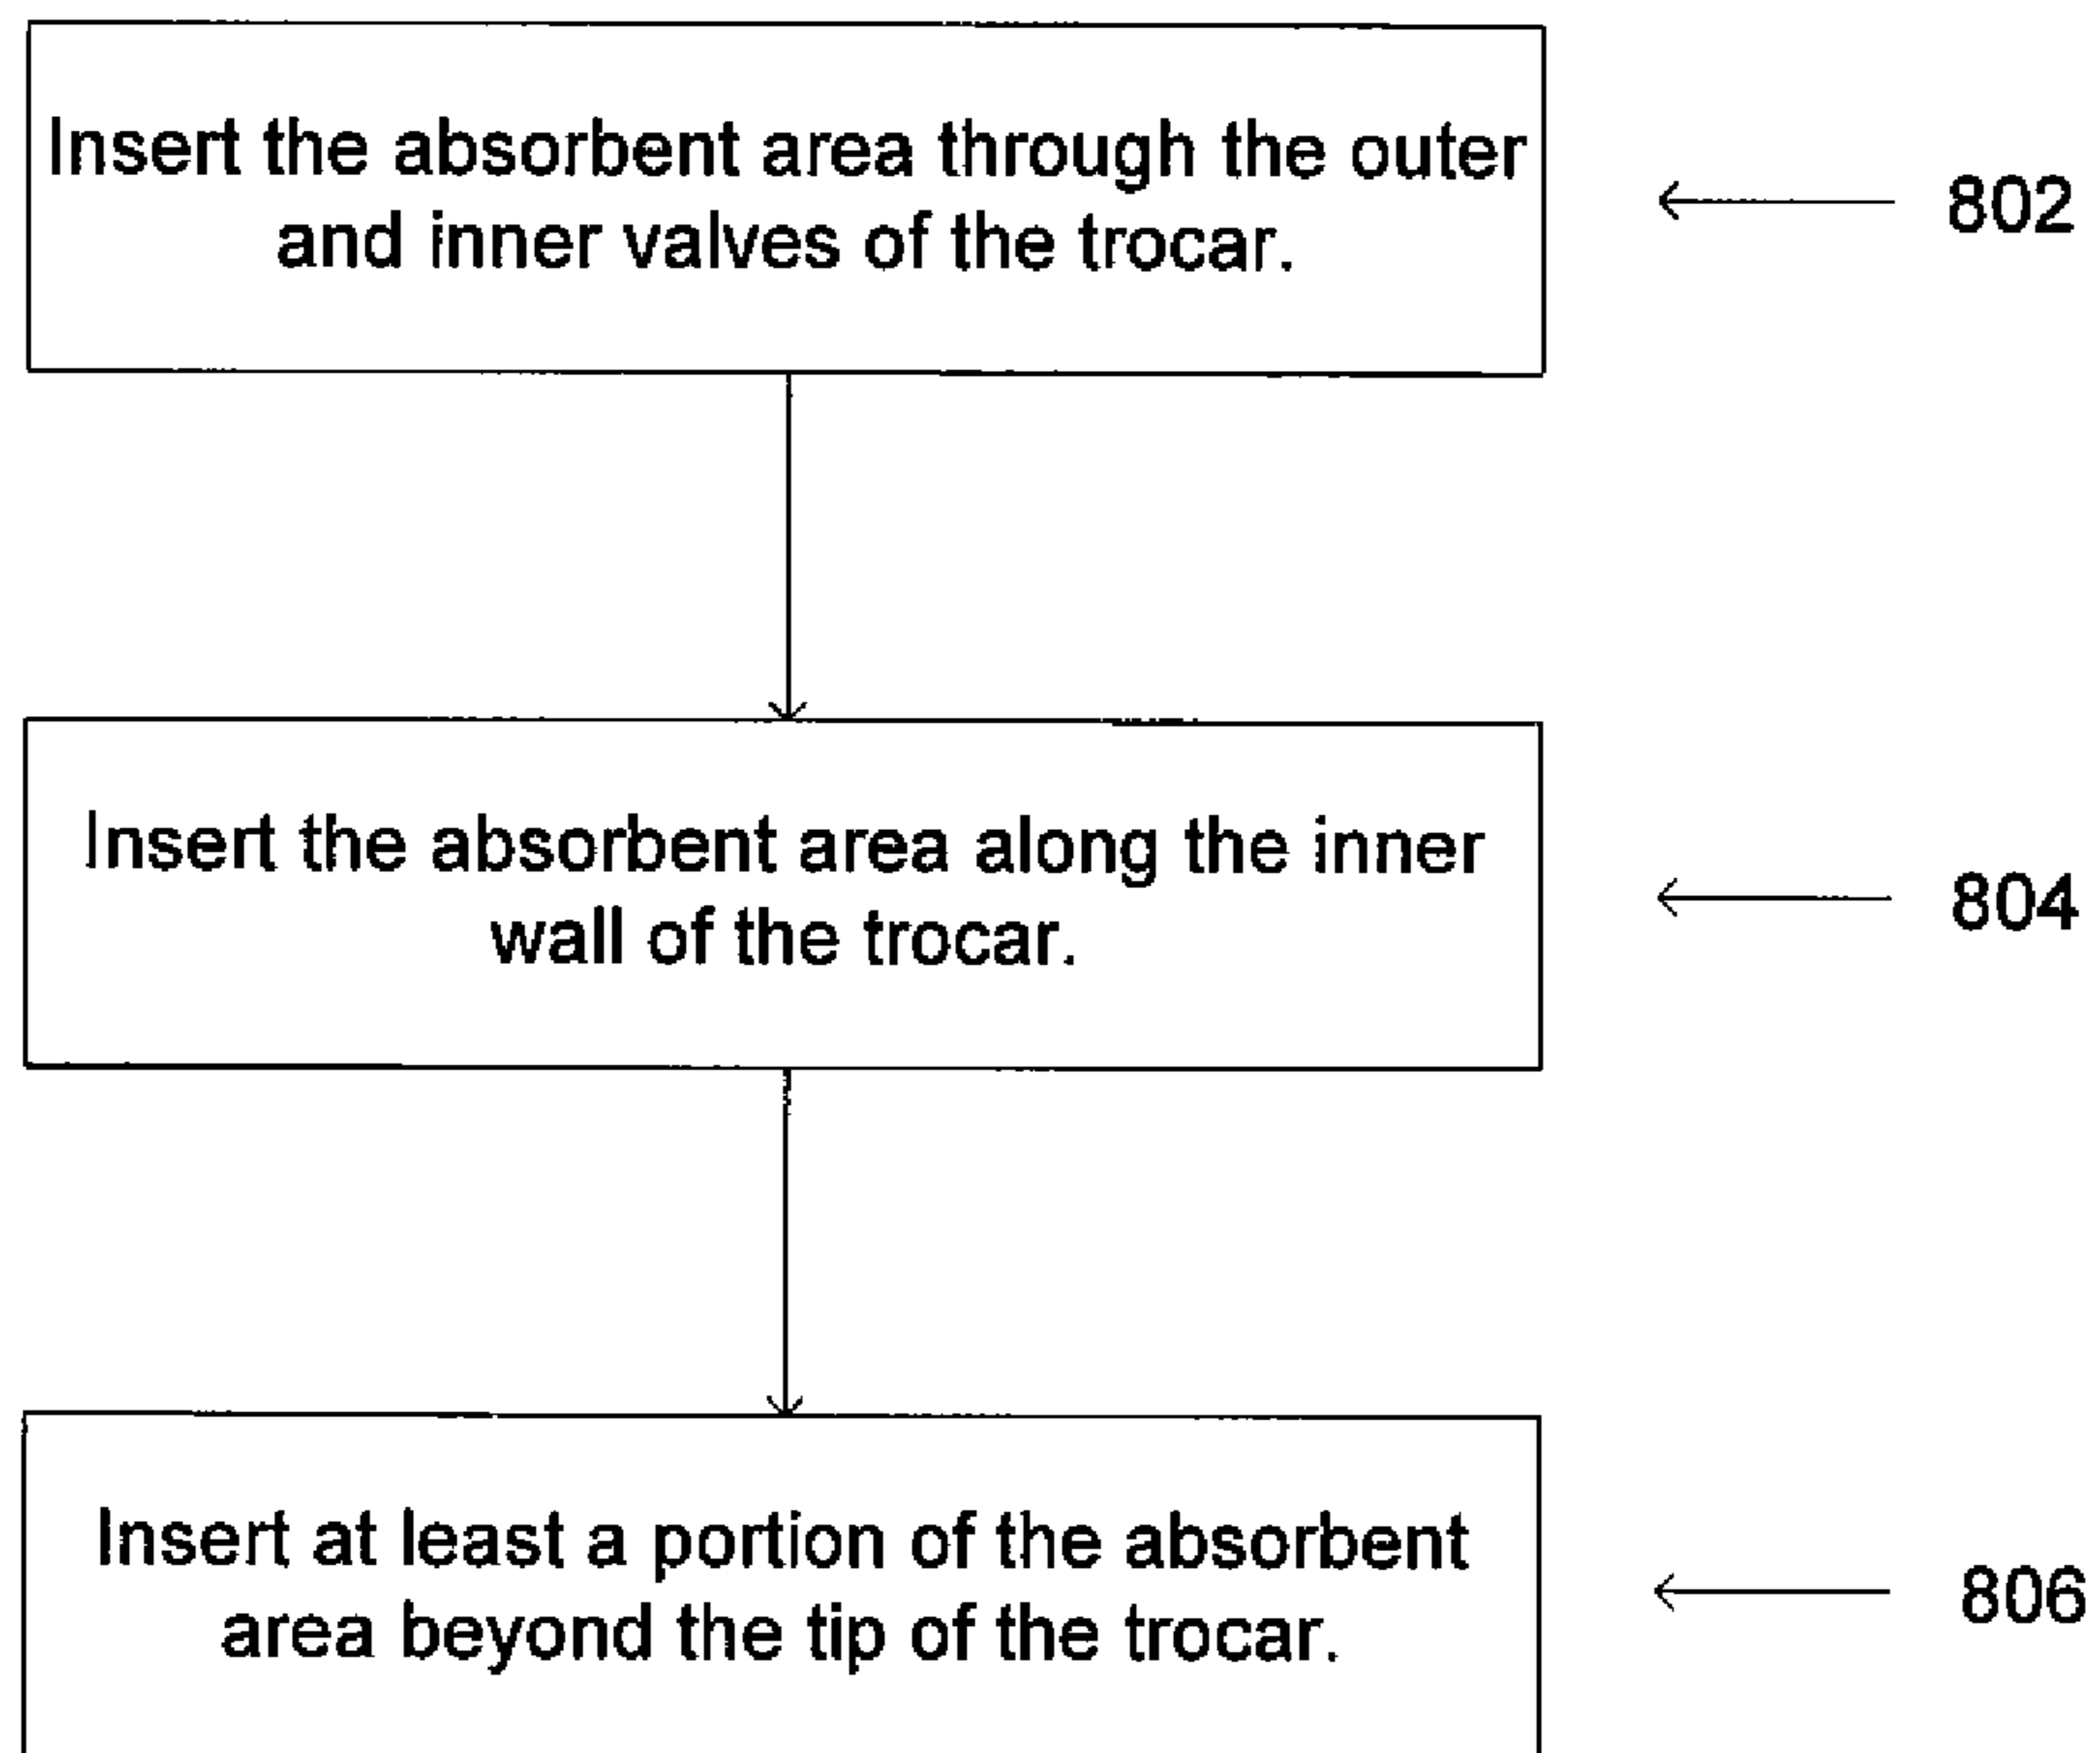 Insert the absorbent area through the outer
and inner valves of the trocar.
802
Insert the absorbent area along the inner
wall of the trocar.
804
Insert at least a portion of the absorbent
area beyond the tip of the trocar.
806